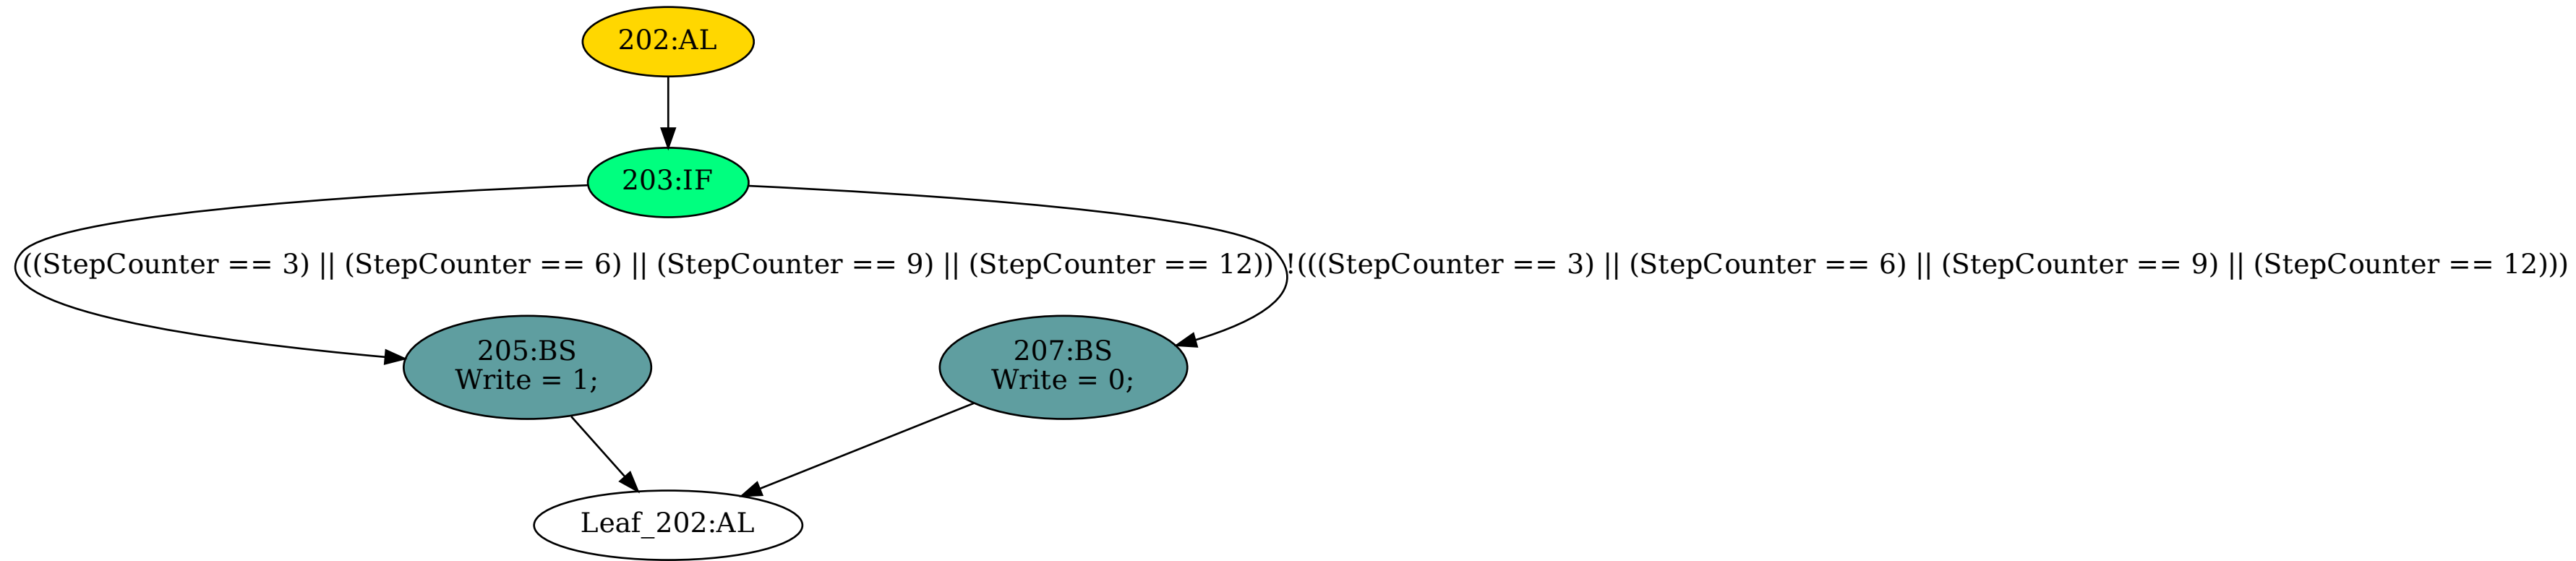 202:AL
203:IF
((StepCounter == 3) || (StepCounter == 6) || (StepCounter == 9) || (StepCounter == 12))
!(((StepCounter == 3) || (StepCounter == 6) || (StepCounter == 9) || (StepCounter == 12)))
205:BS
Write = 1;
207:BS
Write = 0;
Leaf_202:AL